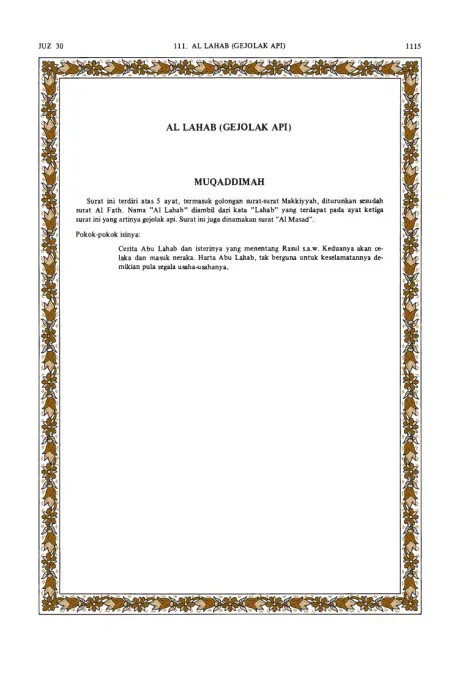 JUZ 30 111. AL LAHAB (GEJOLAK API) 1115
AL LAHAB (GEJOLAK API)
MUQADDIMAH
Surat ini terdiri atas 5 ayat, termasuk golongan surat-surat Makkiyyah, diturunkan sesudah
surat Al Fath. Nama "Al Lahab" diambil dari kata "Lahab" yang terdapat pada ayat ketiga
surat ini yang artinya gejolak api. Surat ini juga dinamakan surat "Al Masad".
Pokok-pokok isinya:
Cerita Abu Lahab dan isterinya yang menentang Rasul s.a.w. Keduanya akan ce-
laka dan masuk neraka. Harta Abu Lahab, tak berguna untuk keselamatannya de-
mikian pula segala usaha-usahanya.